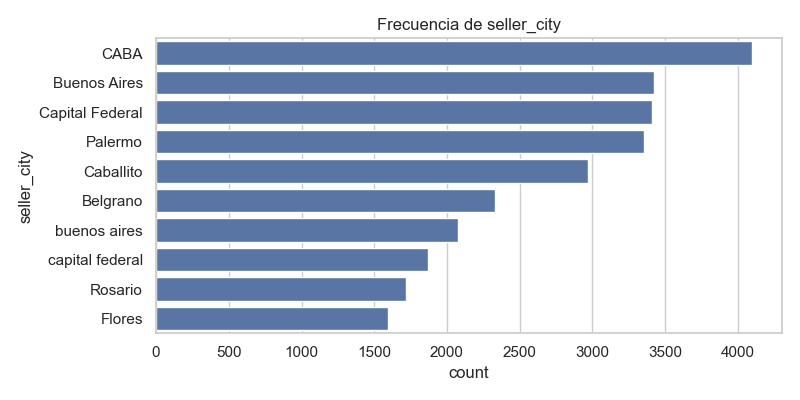 Frecuencia de seller_city
seller_city
CABA
Buenos Aires
Capital Federal
Palermo
Caballito
Belgrano
buenos aires
capital federal
Rosario
Flores
0 500 1000 1500 2000 2500 3000 3500 4000
count